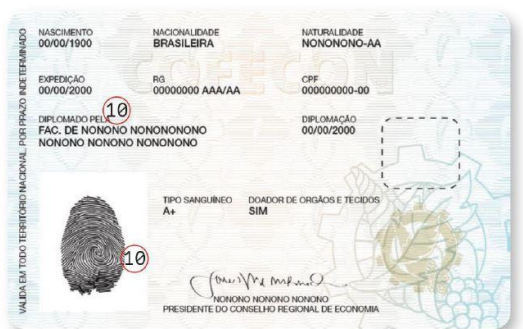 VÁLIDA EM TODO TERRITÓRIO NACIONAL, POR PRAZO INDETERMINADO
NASCIMENTO NACIONALIDADE NATURALIDADE
00/00/1900 BRASILEIRA NONONONO-AA
COFECON
EXPEDIÇÃO RG CPF
00/00/2000 00000000 AAA/AA 000000000-00
10
DIPLOMADO PELA DIPLOMAÇÃO
FAC. DE NONONO NONONONONO 00/00/2000
NONONO NONONO NONONONO
TIPO SANGUÍNEO DOADOR DE ORGÃOS E TECIDOS
A+ SIM
10
NONONO NONONO NONONO
PRESIDENTE DO CONSELHO REGIONAL DE ECONOMIA